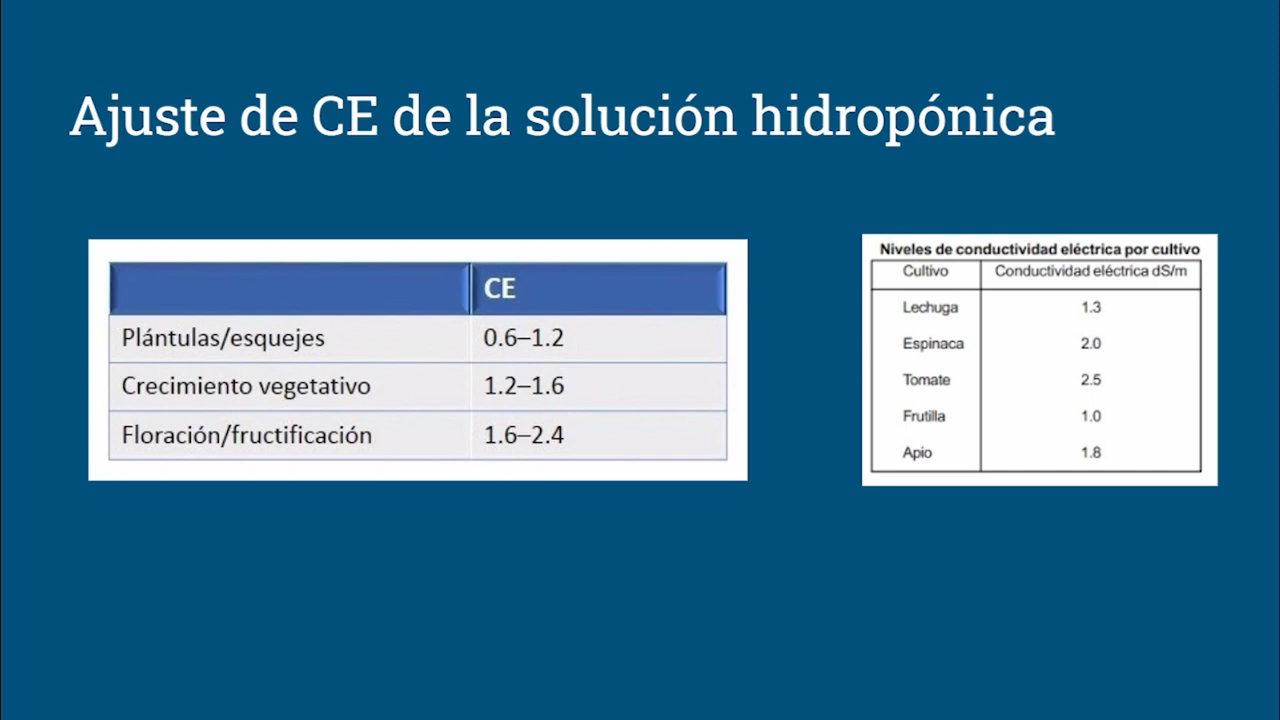 Ajuste de CE de la solución hidropónica
CE
Plántulas/esquejes 0.6–1.2
Crecimiento vegetativo 1.2–1.6
Floración/fructificación 1.6–2.4
Niveles de conductividad eléctrica por cultivo
Cultivo Conductividad eléctrica dS/m
Lechuga 1.3
Espinaca 2.0
Tomate 2.5
Frutilla 1.0
Apio 1.8